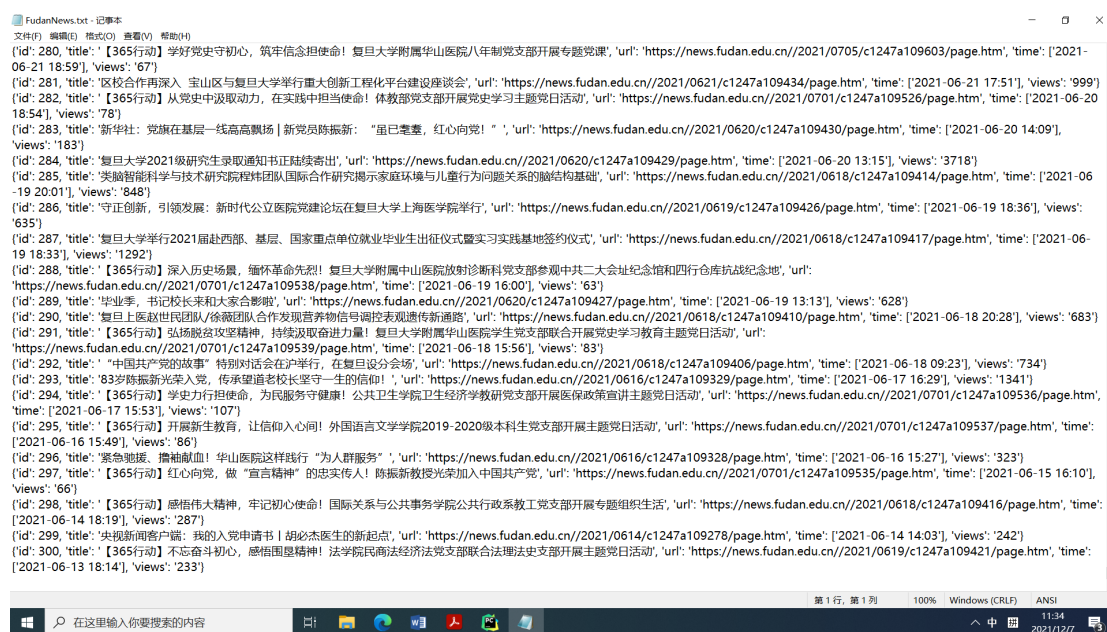 FudanNews.txt - 记事本
文件(F) 编辑(E) 格式(O) 查看(V) 帮助(H)
{'id': 280, 'title': '【365行动】学好党史守初心，筑牢信念担使命！复旦大学附属华山医院八年制党支部开展专题党课', 'url': 'https://news.fudan.edu.cn//2021/0705/c1247a109603/page.htm', 'time': ['2021-
06-21 18:59'], 'views': '67'}
{'id': 281, 'title': '区校合作再深入 宝山区与复旦大学举行重大创新工程化平台建设座谈会', 'url': 'https://news.fudan.edu.cn//2021/0621/c1247a109434/page.htm', 'time': ['2021-06-21 17:51'], 'views': '999'}
{'id': 282, 'title': '【365行动】从党史中汲取动力，在实践中担当使命！体教部党支部开展党史学习主题党日活动', 'url': 'https://news.fudan.edu.cn//2021/0701/c1247a109526/page.htm', 'time': ['2021-06-20
18:54'], 'views': '78'}
{'id': 283, 'title': '新华社：党旗在基层一线高高飘扬 | 新党员陈振新：“虽已耄耋，红心向党！”', 'url': 'https://news.fudan.edu.cn//2021/0620/c1247a109430/page.htm', 'time': ['2021-06-20 14:09'],
'views': '183'}
{'id': 284, 'title': '复旦大学2021级研究生录取通知书正陆续寄出', 'url': 'https://news.fudan.edu.cn//2021/0620/c1247a109429/page.htm', 'time': ['2021-06-20 13:15'], 'views': '3718'}
{'id': 285, 'title': '类脑智能科学与技术研究院程炜团队国际合作研究揭示家庭环境与儿童行为问题关系的脑结构基础', 'url': 'https://news.fudan.edu.cn//2021/0618/c1247a109414/page.htm', 'time': ['2021-06
-19 20:01'], 'views': '848'}
{'id': 286, 'title': '守正创新，引领发展：新时代公立医院党建论坛在复旦大学上海医学院举行', 'url': 'https://news.fudan.edu.cn//2021/0619/c1247a109426/page.htm', 'time': ['2021-06-19 18:36'], 'views':
'635'}
{'id': 287, 'title': '复旦大学举行2021届赴西部、基层、国家重点单位就业毕业生出征仪式暨实习实践基地签约仪式', 'url': 'https://news.fudan.edu.cn//2021/0618/c1247a109417/page.htm', 'time': ['2021-06-
19 18:33'], 'views': '1292'}
{'id': 288, 'title': '【365行动】深入历史场景，缅怀革命先烈！复旦大学附属中山医院放射诊断科党支部参观中共二大会址纪念馆和四行仓库抗战纪念地', 'url':
'https://news.fudan.edu.cn//2021/0701/c1247a109538/page.htm', 'time': ['2021-06-19 16:00'], 'views': '63'}
{'id': 289, 'title': '毕业季，书记校长来和大家合影啦', 'url': 'https://news.fudan.edu.cn//2021/0620/c1247a109427/page.htm', 'time': ['2021-06-19 13:13'], 'views': '628'}
{'id': 290, 'title': '复旦上医赵世民团队/徐薇团队合作发现营养物信号调控表观遗传新通路', 'url': 'https://news.fudan.edu.cn//2021/0618/c1247a109410/page.htm', 'time': ['2021-06-18 20:28'], 'views': '683'}
{'id': 291, 'title': '【365行动】弘扬脱贫攻坚精神，持续汲取奋进力量！复旦大学附属华山医院学生党支部联合开展党史学习教育主题党日活动', 'url':
'https://news.fudan.edu.cn//2021/0701/c1247a109539/page.htm', 'time': ['2021-06-18 15:56'], 'views': '83'}
{'id': 292, 'title': '“中国共产党的故事”特别对话会在沪举行，在复旦设分会场', 'url': 'https://news.fudan.edu.cn//2021/0618/c1247a109406/page.htm', 'time': ['2021-06-18 09:23'], 'views': '734'}
{'id': 293, 'title': '83岁陈振新光荣入党，传承望道老校长坚守一生的信仰！', 'url': 'https://news.fudan.edu.cn//2021/0616/c1247a109329/page.htm', 'time': ['2021-06-17 16:29'], 'views': '1341'}
{'id': 294, 'title': '【365行动】学史力行担使命，为民服务守健康！公共卫生学院卫生经济学教研党支部开展医保政策宣讲主题党日活动', 'url': 'https://news.fudan.edu.cn//2021/0701/c1247a109536/page.htm',
'time': ['2021-06-17 15:53'], 'views': '107'}
{'id': 295, 'title': '【365行动】开展新生教育，让信仰入心间！外国语言文学学院2019-2020级本科生党支部开展主题党日活动', 'url': 'https://news.fudan.edu.cn//2021/0701/c1247a109537/page.htm', 'time':
['2021-06-16 15:49'], 'views': '86'}
{'id': 296, 'title': '紧急驰援、撸袖献血！华山医院这样践行“为人群服务”', 'url': 'https://news.fudan.edu.cn//2021/0616/c1247a109328/page.htm', 'time': ['2021-06-16 15:27'], 'views': '323'}
{'id': 297, 'title': '【365行动】红心向党，做“宣言精神”的忠实传人！陈振新教授光荣加入中国共产党', 'url': 'https://news.fudan.edu.cn//2021/0701/c1247a109535/page.htm', 'time': ['2021-06-15 16:10'],
'views': '66'}
{'id': 298, 'title': '【365行动】感悟伟大精神，牢记初心使命！国际关系与公共事务学院公共行政系教工党支部开展专题组织生活', 'url': 'https://news.fudan.edu.cn//2021/0618/c1247a109416/page.htm', 'time':
['2021-06-14 18:19'], 'views': '287'}
{'id': 299, 'title': '央视新闻客户端：我的入党申请书丨胡必杰医生的新起点', 'url': 'https://news.fudan.edu.cn//2021/0614/c1247a109278/page.htm', 'time': ['2021-06-14 14:03'], 'views': '242'}
{'id': 300, 'title': '【365行动】不忘奋斗初心，感悟围垦精神！法学院民商法经济法党支部联合法理法史支部开展主题党日活动', 'url': 'https://news.fudan.edu.cn//2021/0619/c1247a109421/page.htm', 'time':
['2021-06-13 18:14'], 'views': '233'}
第 1 行，第 1 列 100% Windows (CRLF) ANSI
在这里输入你要搜索的内容
中 拼 11:34
2021/12/7 3